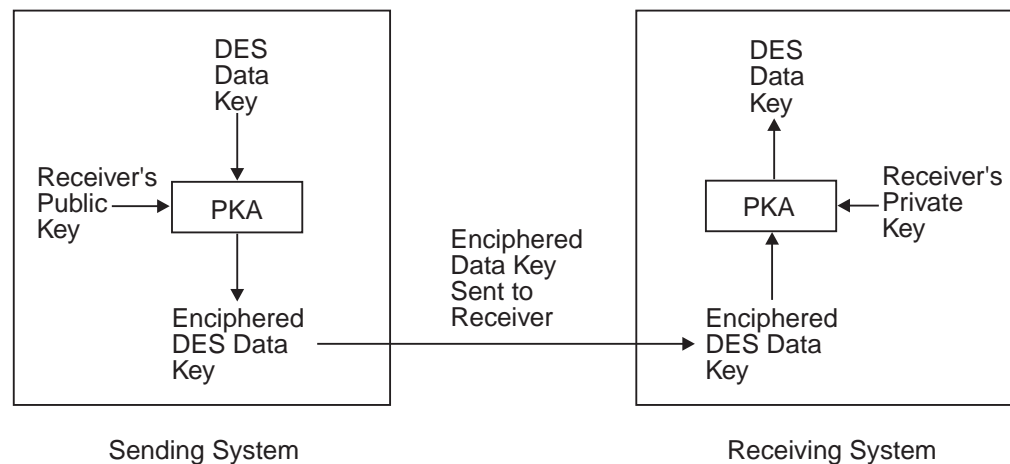 DES
Data
Key
Receiver's
Public
Key
PKA
Enciphered
DES Data
Key
Enciphered
Data Key
Sent to
Receiver
DES
Data
Key
PKA
Receiver's
Private
Key
Enciphered
DES Data
Key
Sending System
Receiving System